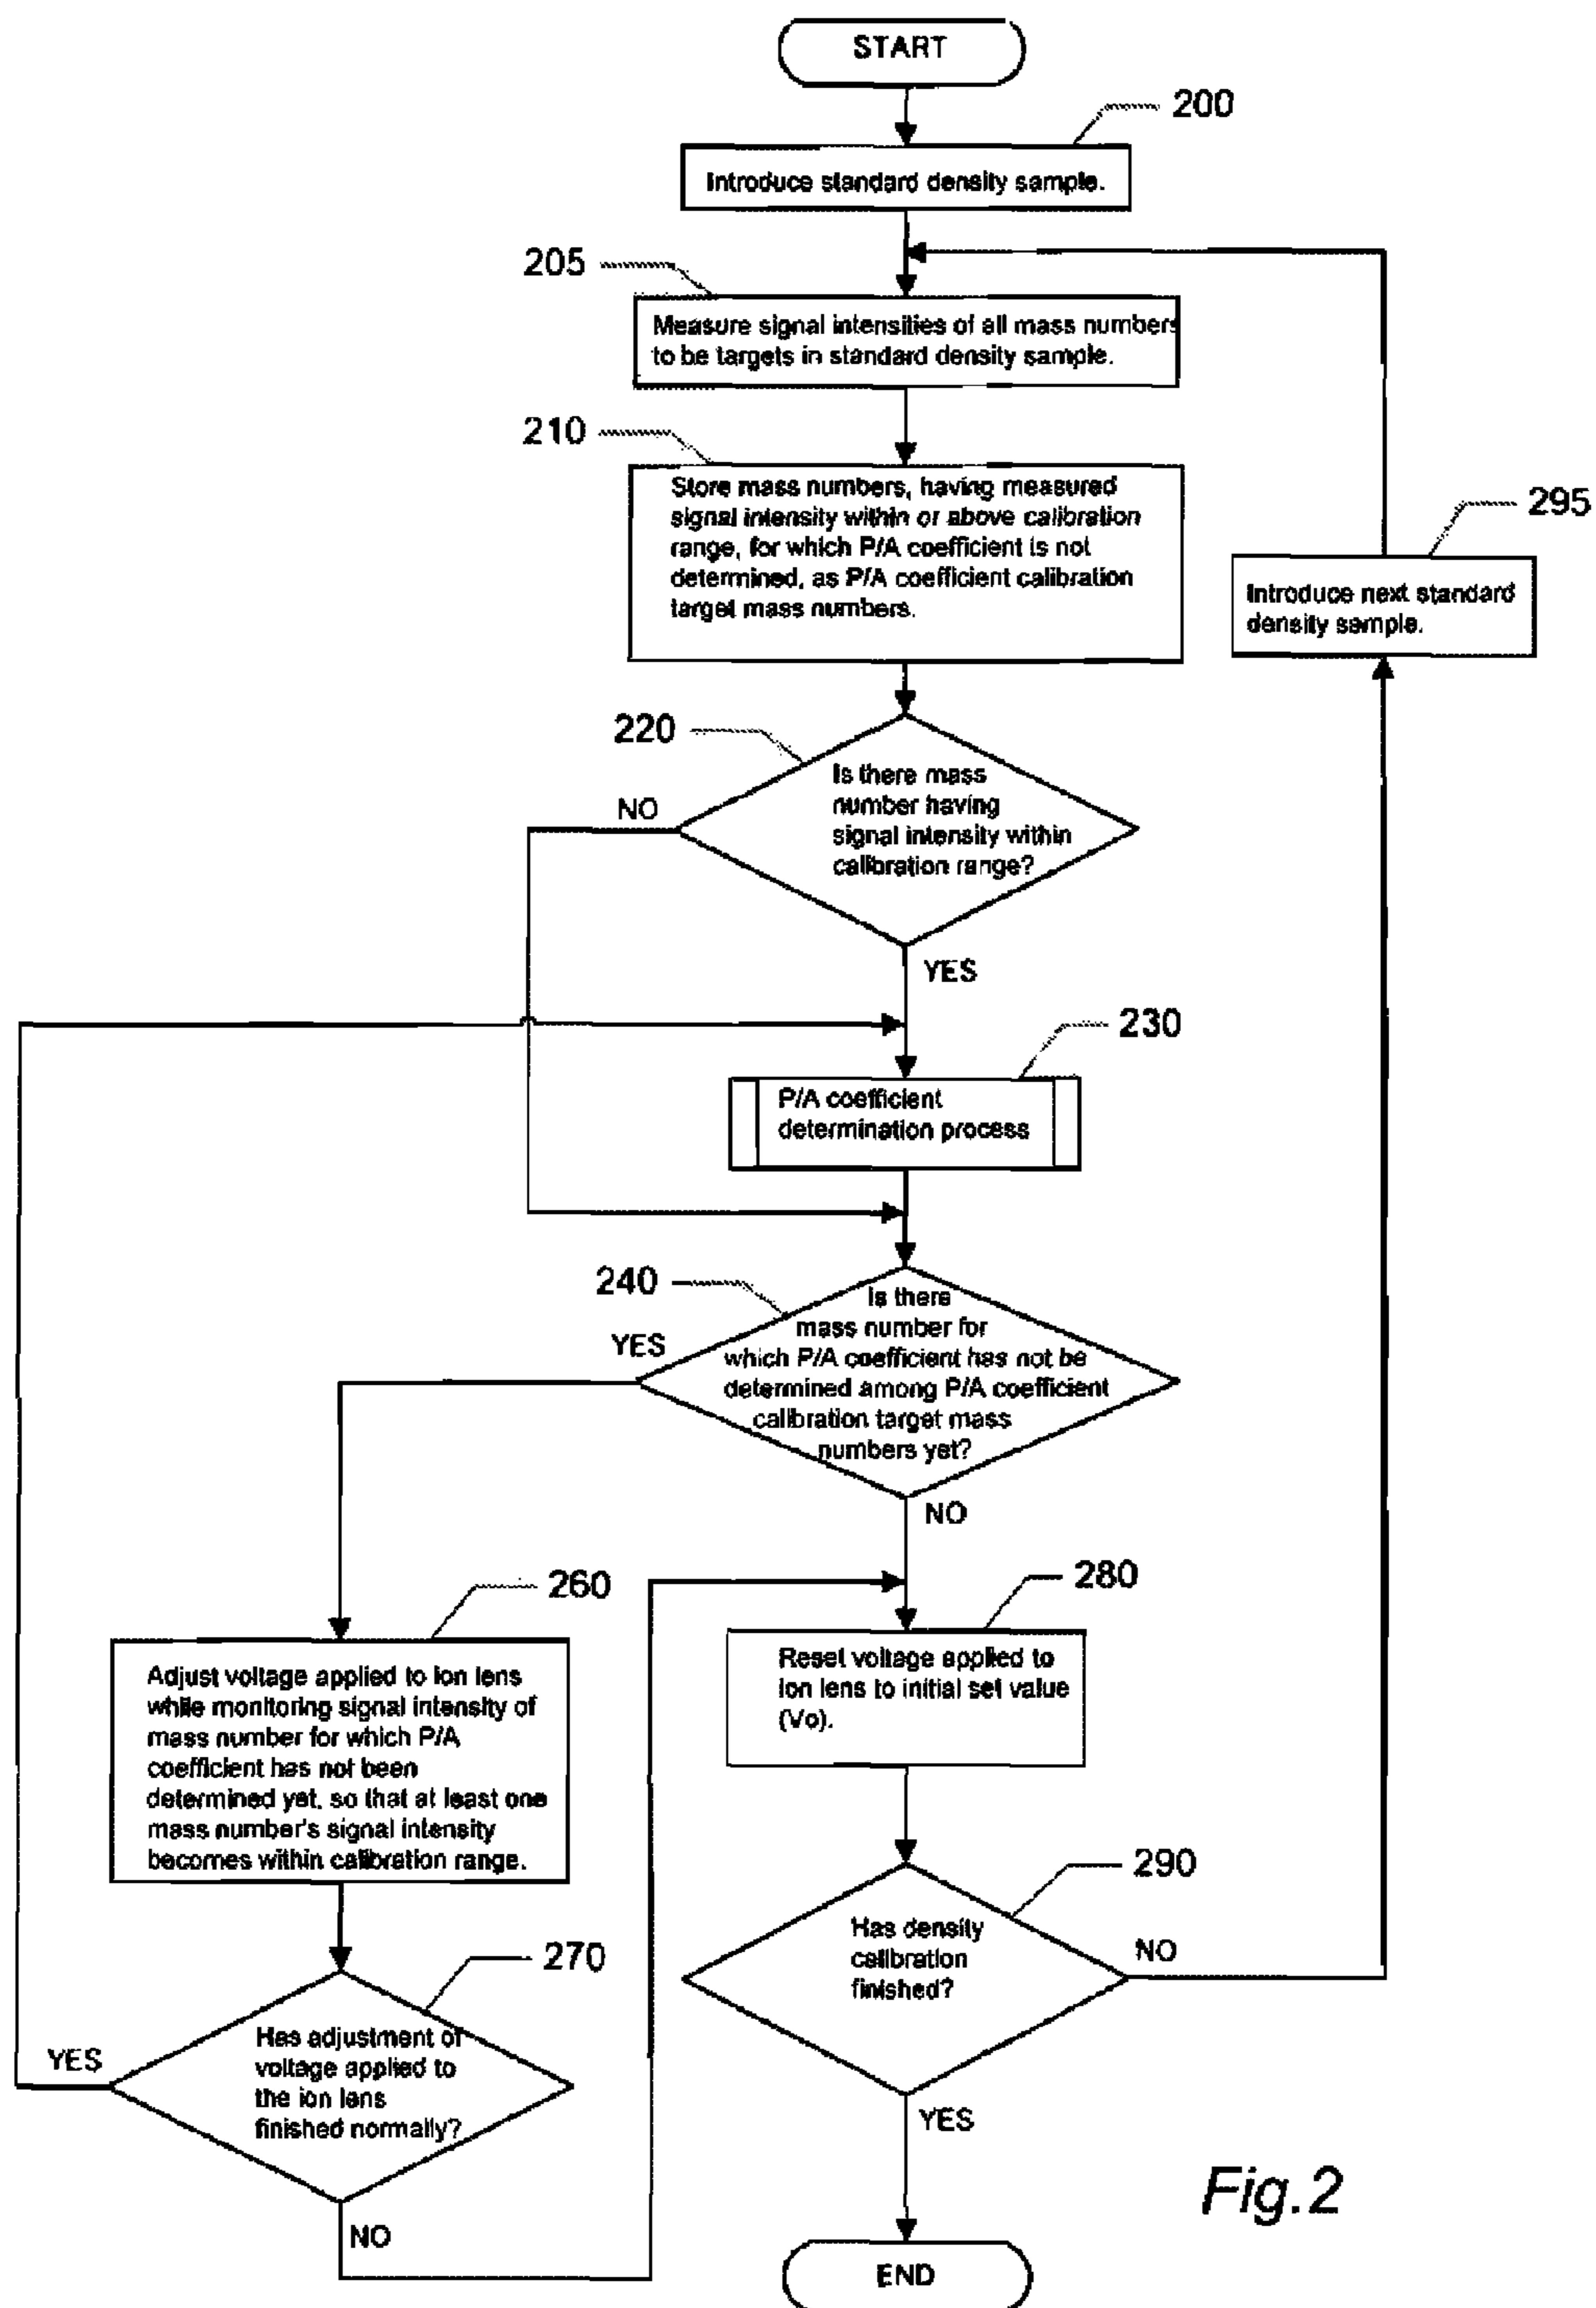 START
200
Introduce standard density sample.
205
Measure signal intensities of all mass numbers
to be targets in standard density sample.
210
Store mass numbers, having measured
signal intensity within or above calibration
range, for which P/A coefficient is not
determined, as P/A coefficient calibration
target mass numbers.
295
Introduce next standard
density sample.
220
Is there mass
number having
signal intensity within
calibration range?
NO
YES
230
P/A coefficient
determination process
240
Is there
mass number for
which P/A coefficient has not be
determined among P/A coefficient
calibration target mass
numbers yet?
YES
NO
260
Adjust voltage applied to ion lens
while monitoring signal intensity of
mass number for which P/A
coefficient has not been
determined yet, so that at least one
mass number's signal intensity
becomes within calibration range.
280
Reset voltage applied to
ion lens to initial set value
(Vo).
270
Has adjustment of
voltage applied to
the ion lens
finished normally?
YES
NO
290
Has density
calibration
finished?
NO
YES
END
Fig.2